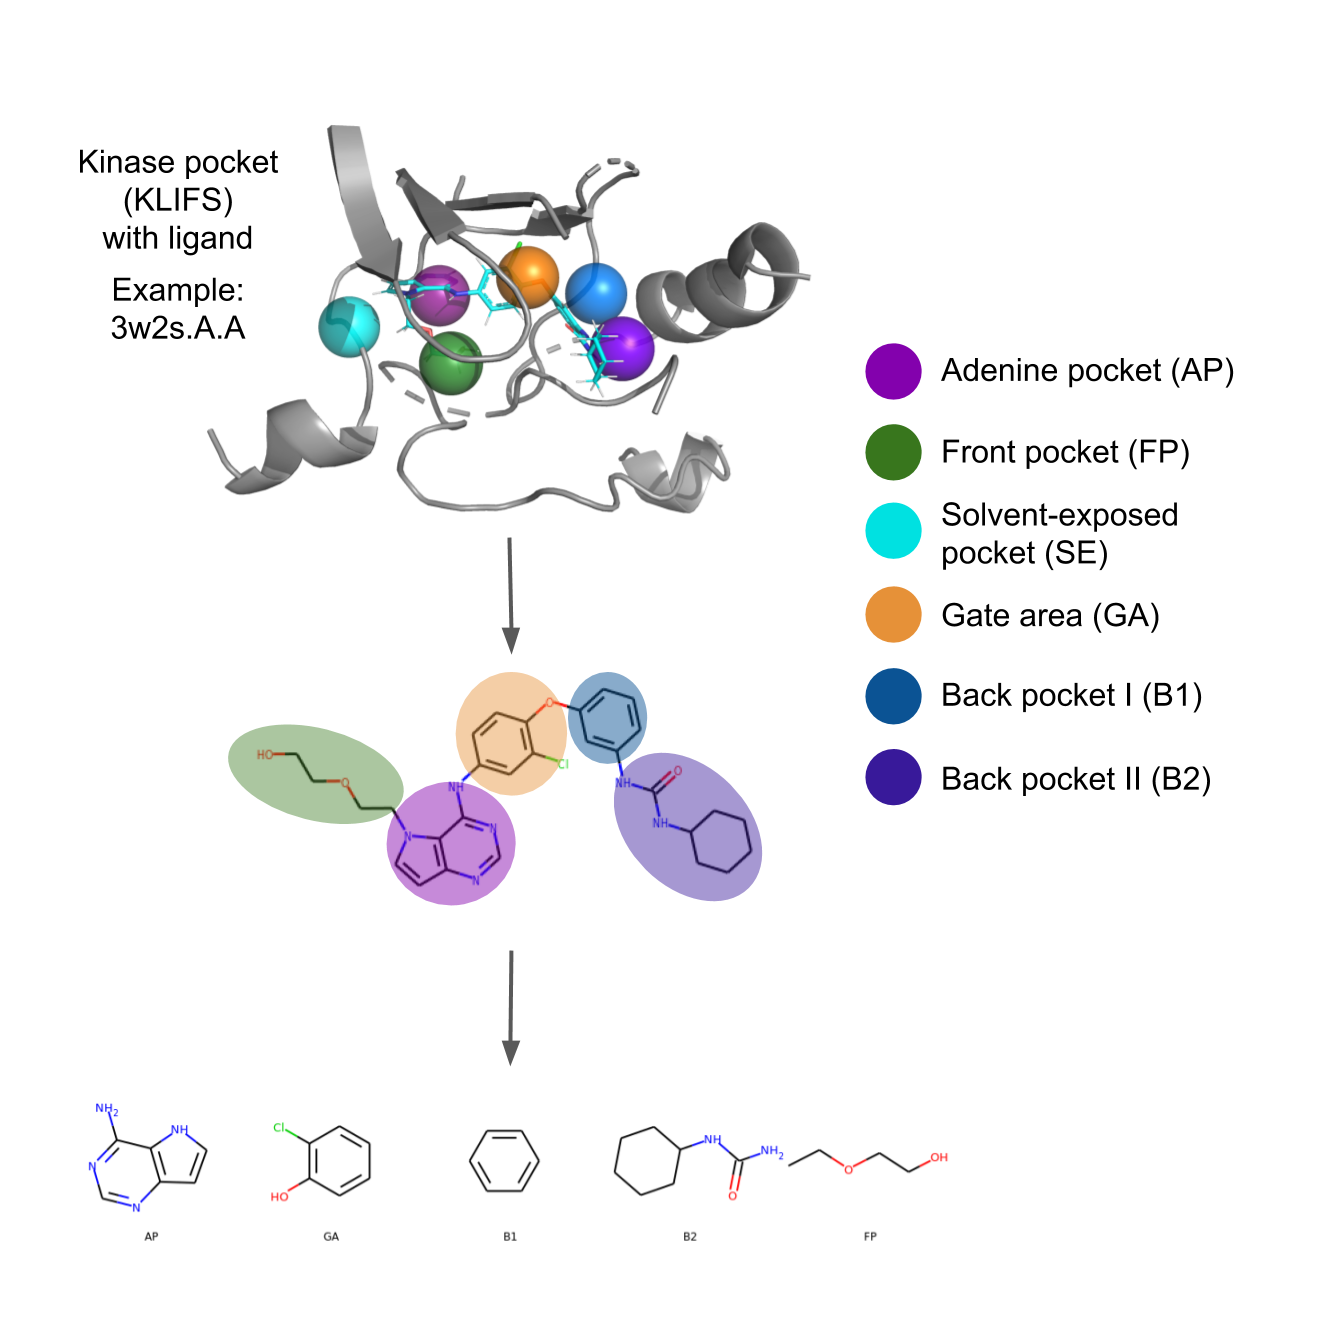 Kinase pocket
(KLIFS)
with ligand
Example:
3w2s.A.A
Adenine pocket (AP)
Front pocket (FP)
Solvent-exposed
pocket (SE)
Gate area (GA)
Back pocket I (B1)
Back pocket II (B2)
HO
O
N
NH
N
N
Cl
O
NH
O
NH
NH2
NH
N
N
AP
Cl
HO
GA
B1
NH
NH2
O
B2
O
OH
FP